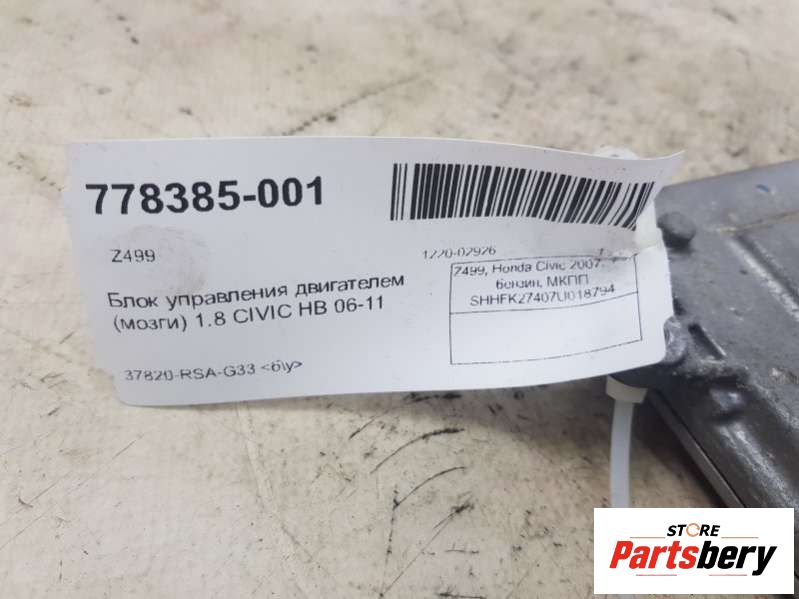 778385-001
Z499
1220-02926
Блок управления двигателем
(мозги) 1.8 CIVIC HB 06-11
Z499, Honda Civic 2007
бензин, МКПП
SHHFK27407U018794
37820-RSA-G33 <б\у>
STORE
Partsbery